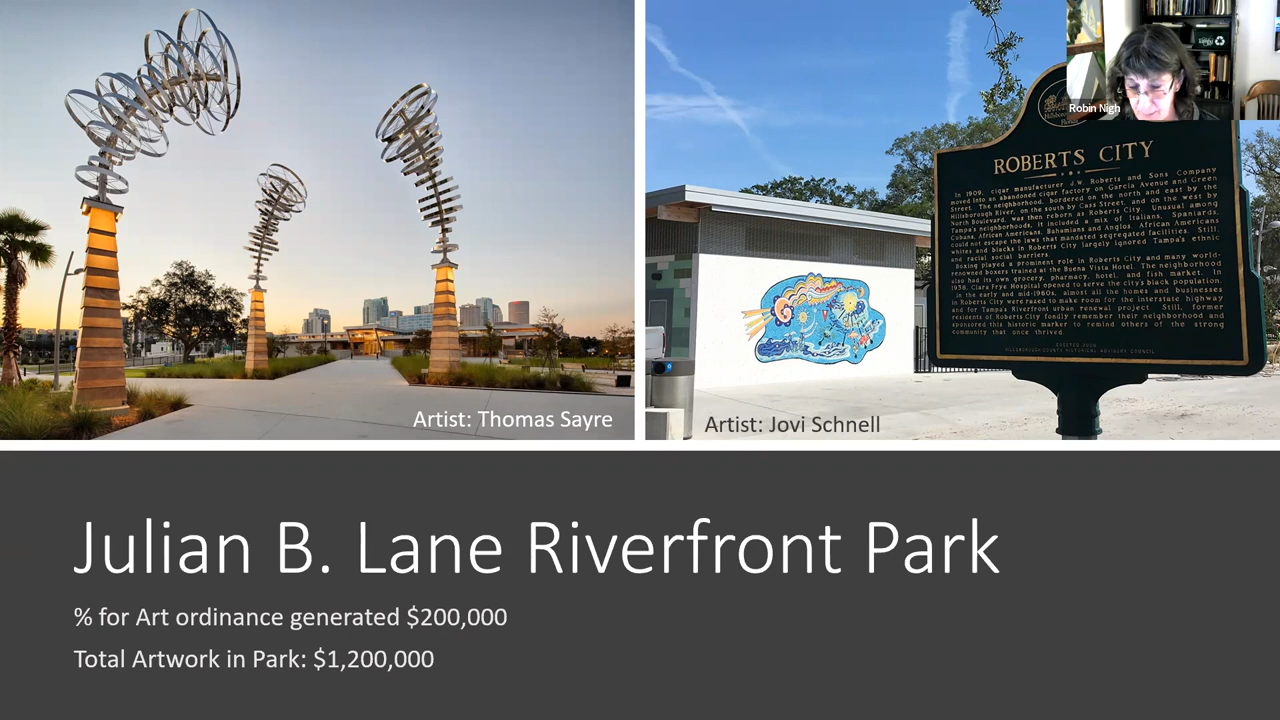 Robin Nigh
ROBERTS CITY
In 1909, cigar manufacturer J.W. Roberts and Sons Company
moved into an abandoned cigar factory on Garcia Avenue and Green
Street. The neighborhood, bordered on the north and east by the
Hillsborough River, on the south by Cass Street, and on the west by
North Boulevard, was then reborn as Roberts City. Unusual among
Tampa's neighborhoods, it included a mix of Italians, Spaniards,
Cubans, African Americans, Bahamians and Anglos. African Americans
could not escape the laws that mandated segregated facilities. Still,
whites and blacks in Roberts City largely ignored Tampa's ethnic
and racial social barriers.
Boxing played a prominent role in Roberts City and many world-
renowned boxers trained at the Buena Vista Hotel. The neighborhood
also had its own grocery, pharmacy, hotel, and fish market. In
1938, Clara Frye Hospital opened to serve the city's black population.
In the early and mid-1960s, almost all the homes and businesses
in Roberts City were razed to make room for the interstate highway
and for Tampa's Riverfront urban renewal project. Still, former
residents of Roberts City fondly remember their neighborhood and
sponsored this historic marker to remind others of the strong
community that once thrived.
HILLSBOROUGH COUNTY HISTORICAL ADVISORY COUNCIL
Artist: Thomas Sayre
Artist: Jovi Schnell
Julian B. Lane Riverfront Park
% for Art ordinance generated $200,000
Total Artwork in Park: $1,200,000